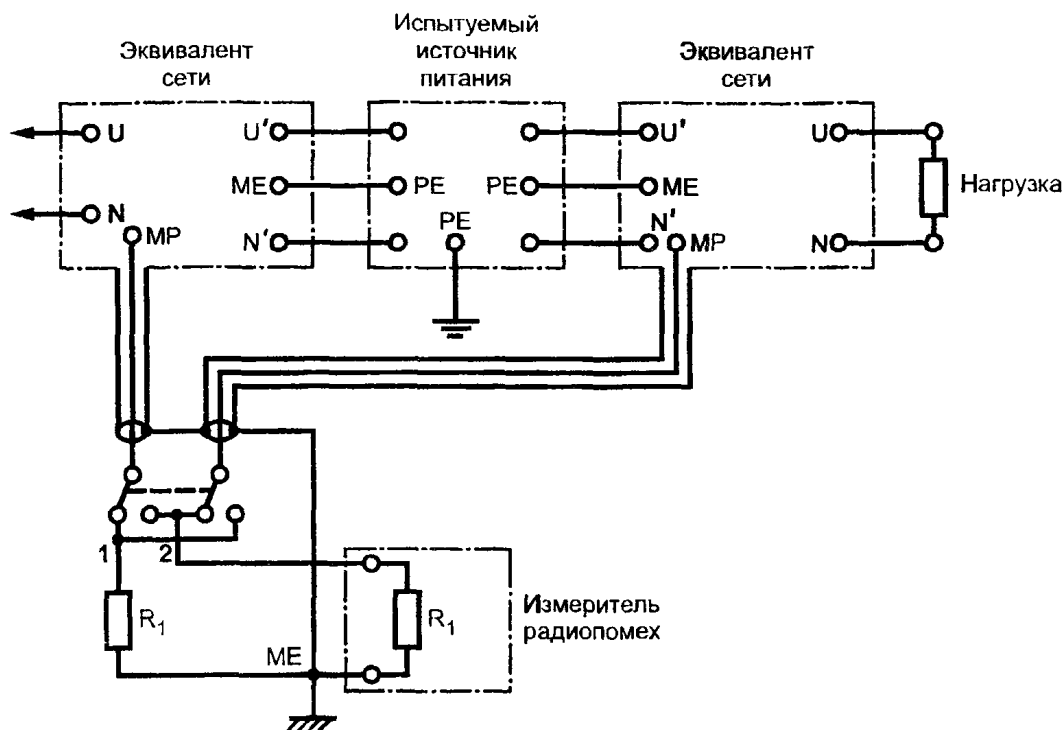 Эквивалент
сети
Испытуемый
источник
питания
Эквивалент
сети
U
U'
U'
U
ME
PE
PE
ME
Нагрузка
N
MP
N'
PE
N'
MP
N
1
2
R1
R1
Измеритель
радиопомех
ME